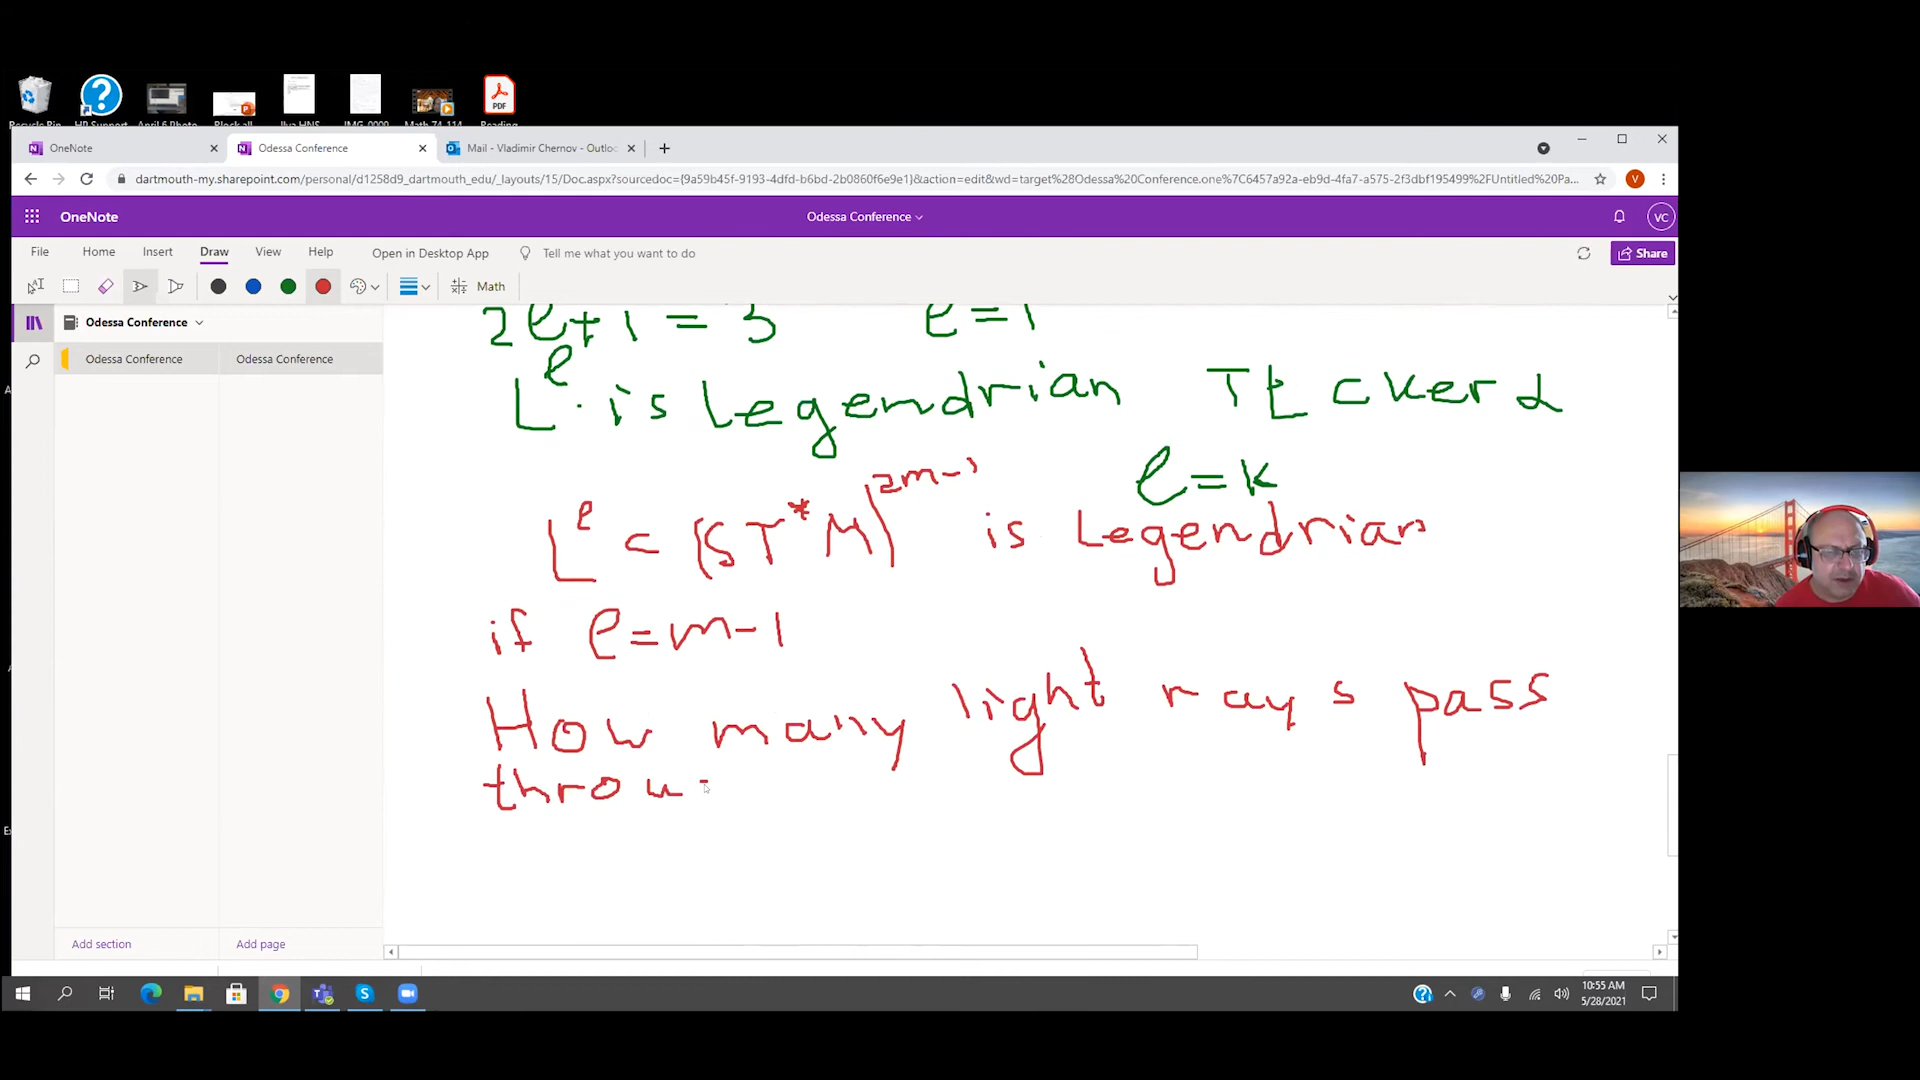 PDF
OneNote
Odessa Conference
Mail - Vladimir Chernov - Outlo
dartmouth-my.sharepoint.com/personal/d1258d9_dartmouth_edu/_layouts/15/Doc.aspx?sourcedoc={9a59b45f-9193-4dfd-b6bd-2b0860f6e9e1}&action=edit&wd=target%28Odessa%20Conference.one%7C6457a92a-eb9d-4fa7-a575-2f3dbf195499%2FUntitled%20Pa...
V
OneNote
Odessa Conference
VC
File Home Insert Draw View Help Open in Desktop App Tell me what you want to do
Share
Math
Odessa Conference
Odessa Conference Odessa Conference
2l+1 = 3 l=1
L^l is Legendrian
l=k
L^l ⊂ (ST*M)^2m-1 is Legendrian
if l=m-1
How many light rays pass
throu
Add section Add page
10:55 AM
5/28/2021